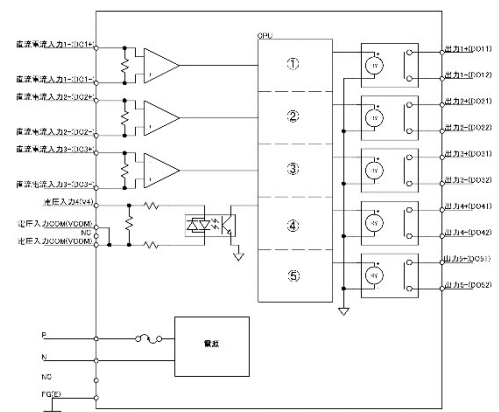 CPU
直流電流入力1-(DC1+)
直流電流入力1-(DC1-)
直流電流入力2-(DC2+)
直流電流入力2-(DC2-)
直流電流入力3-(DC3+)
直流電流入力3-(DC3-)
電圧入力4(V4)
電圧入力COM(VCOM)
NC
電圧入力COM(VCOM)
①
②
③
④
⑤
出力1+(DO11)
出力1-(DO12)
出力2+(DO21)
出力2-(DO22)
出力3+(DO31)
出力3-(DO32)
出力4+(DO41)
出力4-(DO42)
出力5+(DO51)
出力5-(DO52)
P
N
NC
FG(E)
電源